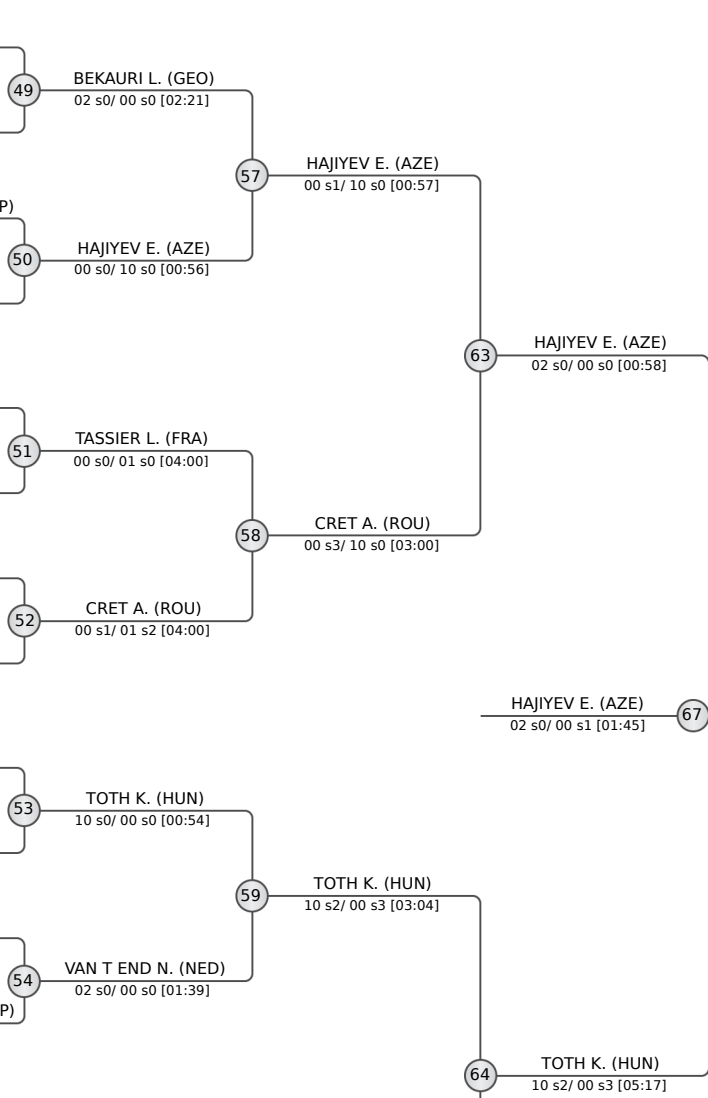 49
BEKAURI L. (GEO)
02 s0/ 00 s0 [02:21]
57
HAJIYEV E. (AZE)
00 s1/ 10 s0 [00:57]
P)
50
HAJIYEV E. (AZE)
00 s0/ 10 s0 [00:56]
63
HAJIYEV E. (AZE)
02 s0/ 00 s0 [00:58]
51
TASSIER L. (FRA)
00 s0/ 01 s0 [04:00]
58
CRET A. (ROU)
00 s3/ 10 s0 [03:00]
52
CRET A. (ROU)
00 s1/ 01 s2 [04:00]
HAJIYEV E. (AZE)
02 s0/ 00 s1 [01:45]
67
53
TOTH K. (HUN)
10 s0/ 00 s0 [00:54]
59
TOTH K. (HUN)
10 s2/ 00 s3 [03:04]
54
VAN T END N. (NED)
02 s0/ 00 s0 [01:39]
P)
64
TOTH K. (HUN)
10 s2/ 00 s3 [05:17]